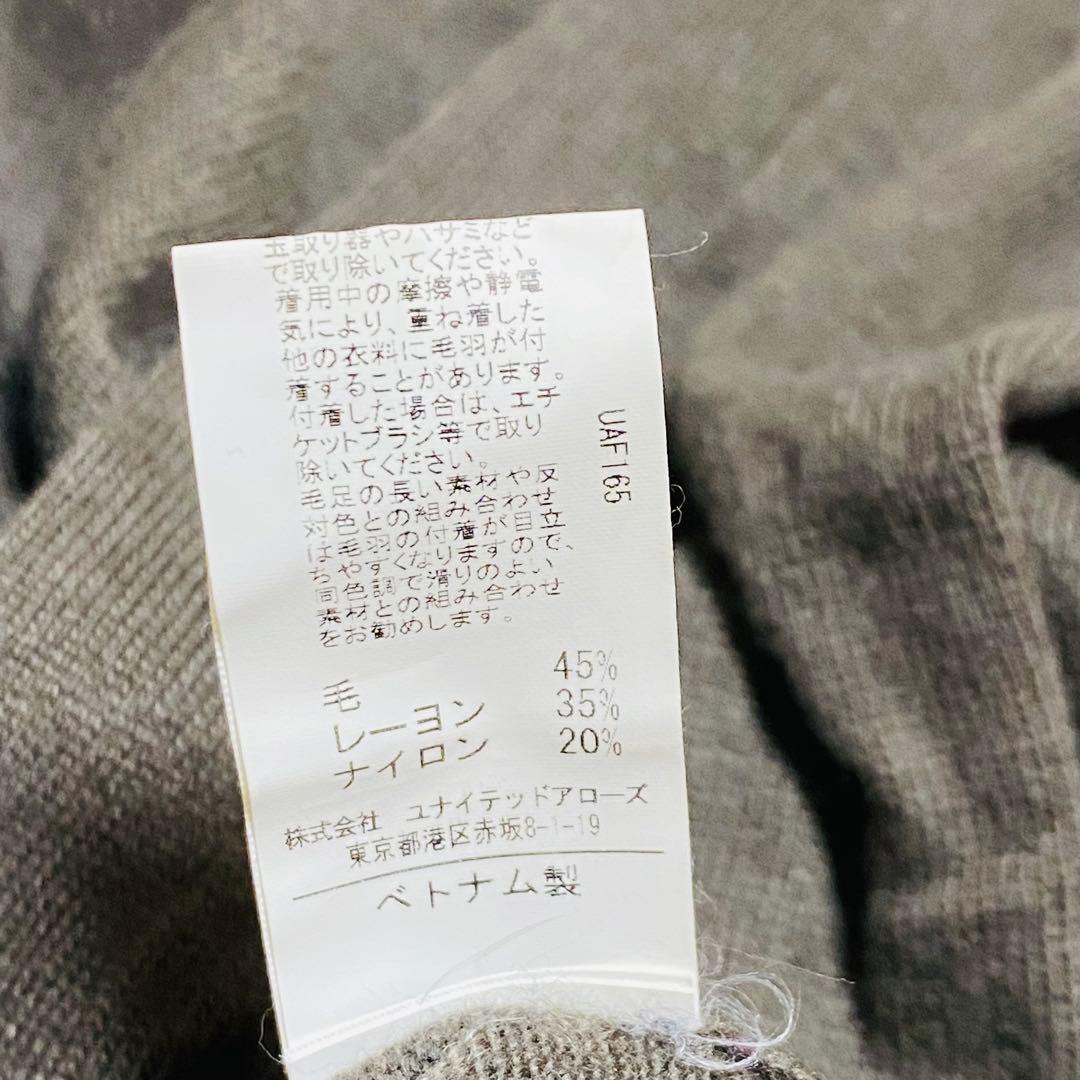 玉取り器やハサミなど
で取り除いてください。
着用中の摩擦や静電
気により、重ね着した
他の衣料に毛羽が付
着することがあります。
付着した場合は、エチ
ケットブラシ等で取り
除いてください。
毛足の長い素材や反
対色との組み合わせ
は毛羽の付着が目立
ちやすくなりますので、
同色調で滑りのよい
素材との組み合わせ
をお勧めします。
毛 45%
レーヨン 35%
ナイロン 20%
株式会社 ユナイテッドアローズ
東京都港区赤坂8-1-19
ベトナム製
UAF165